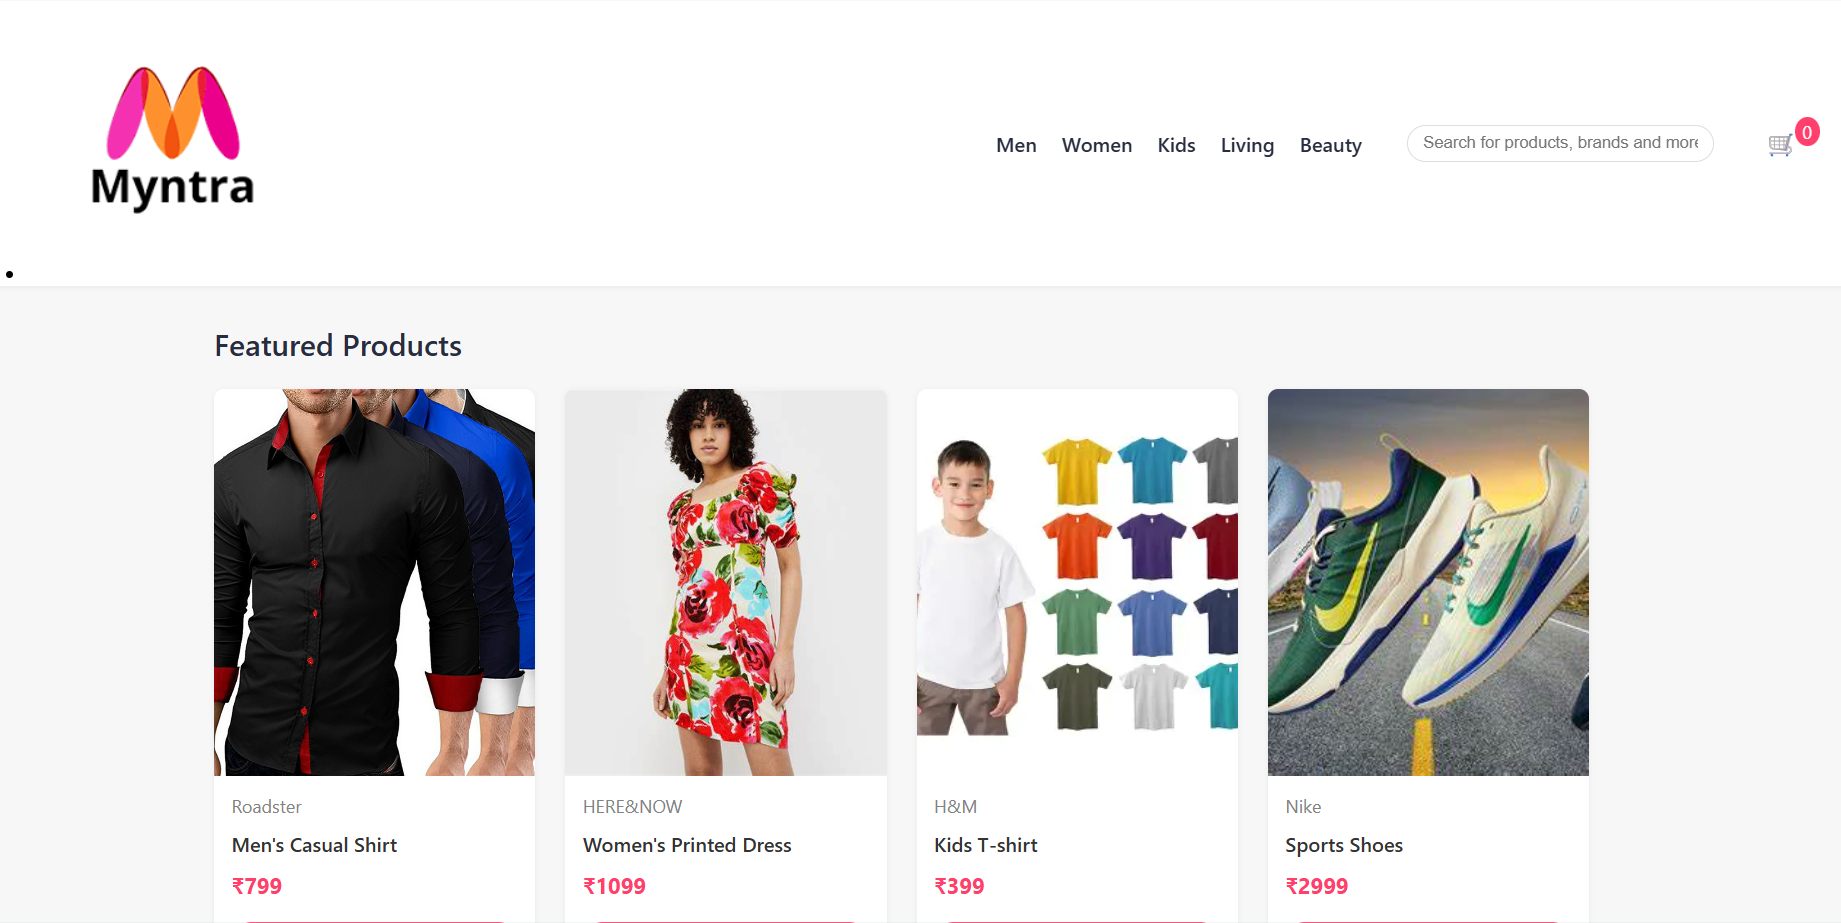 Myntra
Men Women Kids Living Beauty Search for products, brands and more 0
Featured Products
Roadster
Men's Casual Shirt
₹799
HERE&NOW
Women's Printed Dress
₹1099
H&M
Kids T-shirt
₹399
Nike
Sports Shoes
₹2999